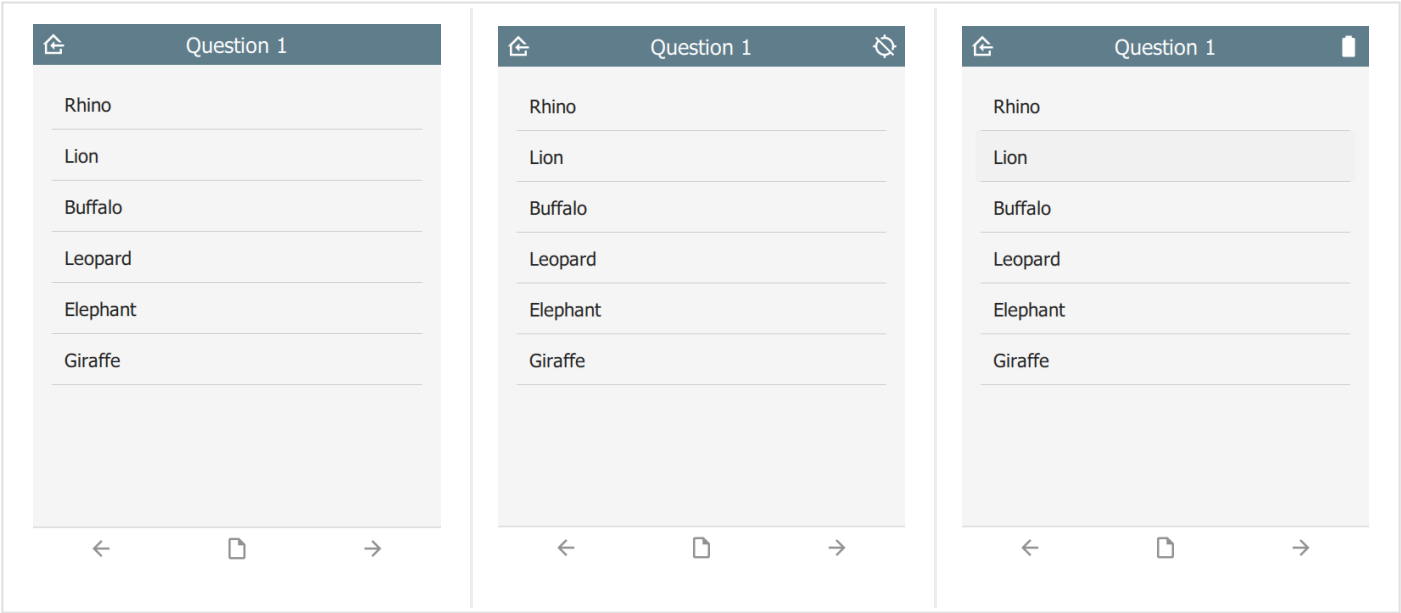 Question 1
Rhino
Lion
Buffalo
Leopard
Elephant
Giraffe
Question 1
Rhino
Lion
Buffalo
Leopard
Elephant
Giraffe
Question 1
Rhino
Lion
Buffalo
Leopard
Elephant
Giraffe